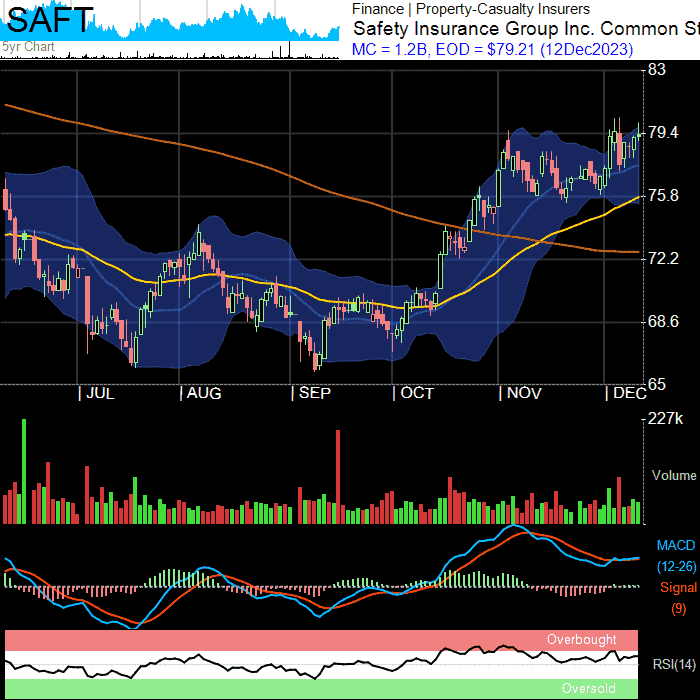 SAFT
5yr Chart
Finance | Property-Casualty Insurers
Safety Insurance Group Inc. Common St
MC = 1.2B, EOD = $79.21 (12Dec2023)
83
79.4
75.8
72.2
68.6
65
| JUL | AUG | SEP | OCT | NOV | DEC
227k
Volume
MACD
(12-26)
Signal
(9)
Overbought
RSI(14)
Oversold